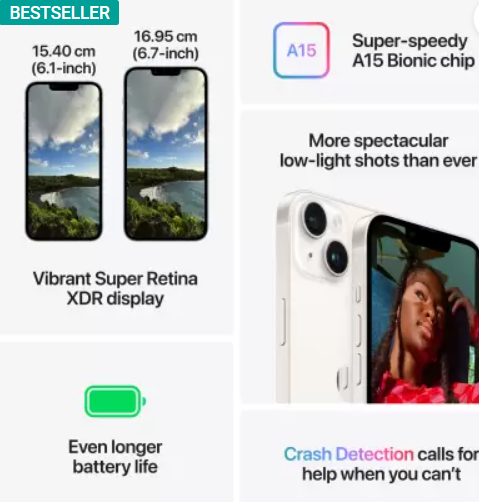 BESTSELLER
15.40 cm
(6.1-inch)
16.95 cm
(6.7-inch)
Vibrant Super Retina
XDR display
Even longer
battery life
A15
Super-speedy
A15 Bionic chip
More spectacular
low-light shots than ever
Crash Detection calls for
help when you can't